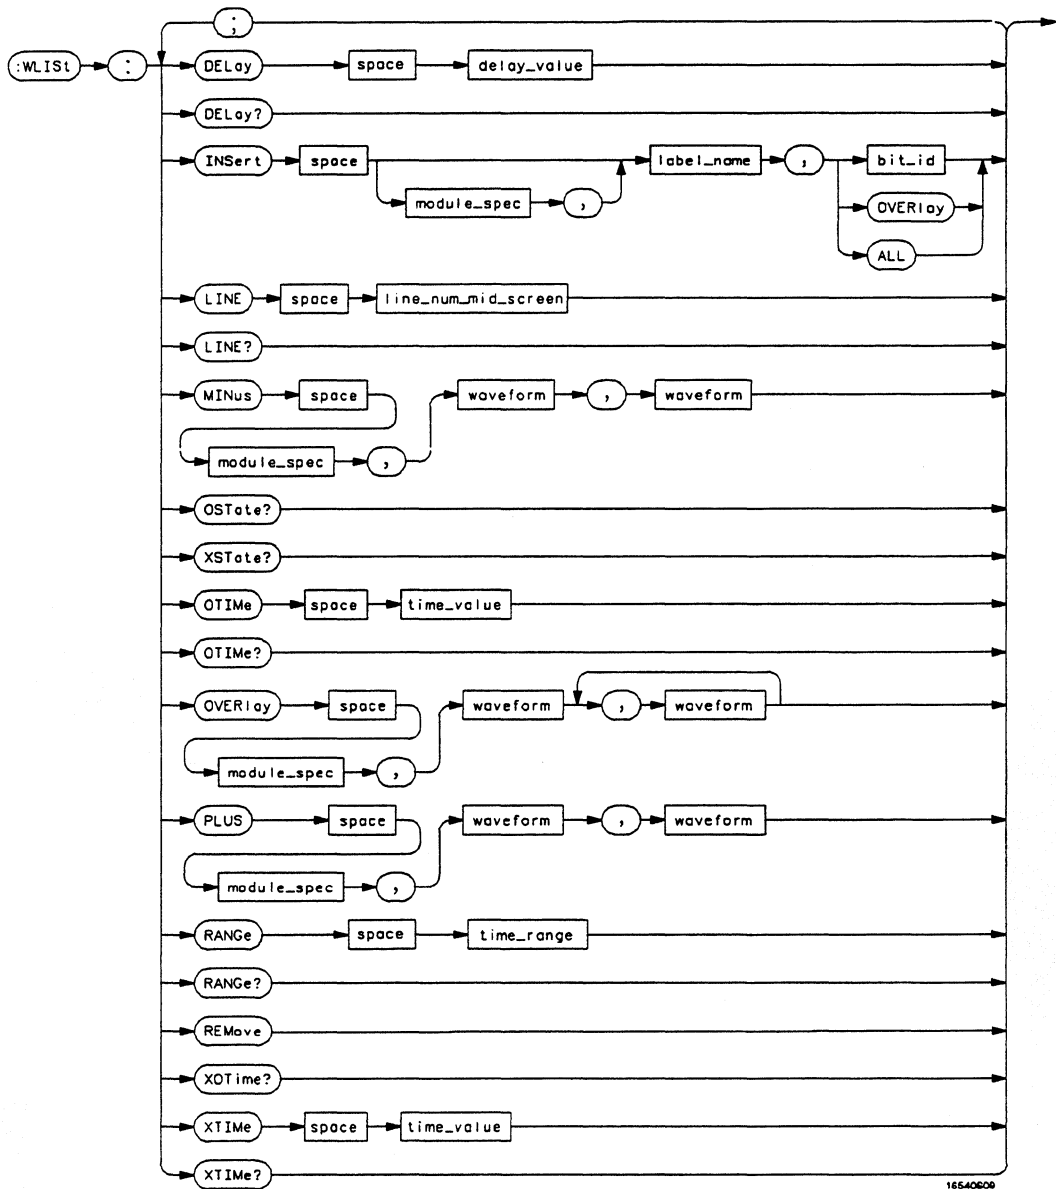 ;
:WLISt : DELay space delay_value
DELay?
INSert space label_name , bit_id
module_spec , OVERlay
ALL
LINE space line_num_mid_screen
LINE?
MINus space waveform , waveform
module_spec ,
OSTate?
XSTate?
OTIMe space time_value
OTIMe?
OVERlay space waveform , waveform
module_spec ,
PLUS space waveform , waveform
module_spec ,
RANGe space time_range
RANGe?
REMove
XOTime?
XTIMe space time_value
XTIMe?
16540609